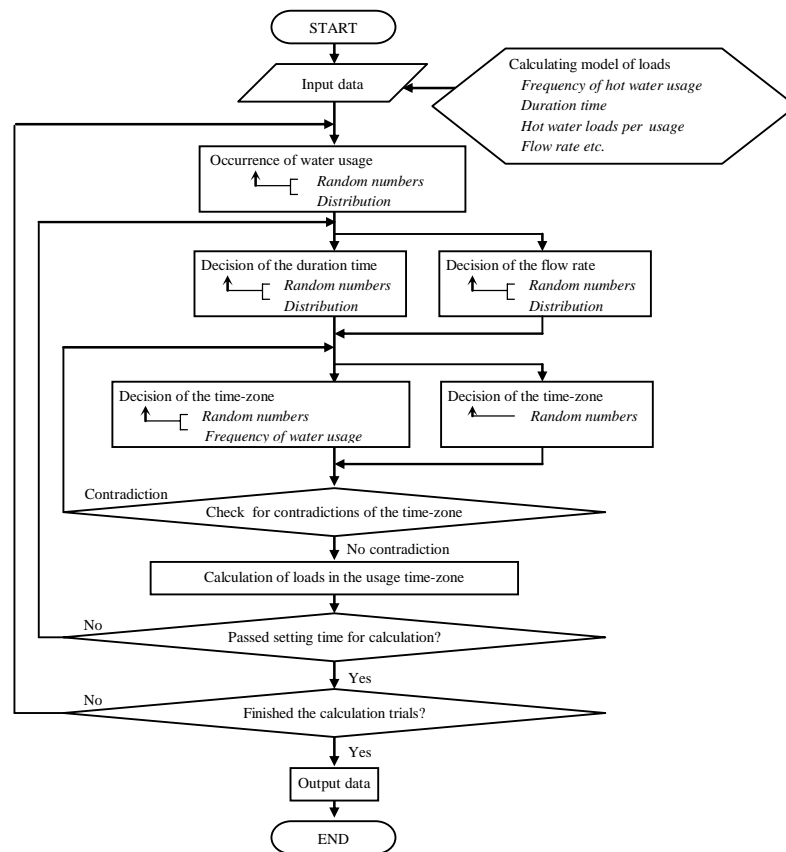 START
Input data
Calculating model of loads
Frequency of hot water usage
Duration time
Hot water loads per usage
Flow rate etc.
Occurrence of water usage
Random numbers
Distribution
Decision of the duration time
Random numbers
Distribution
Decision of the flow rate
Random numbers
Distribution
Decision of the time-zone
Random numbers
Frequency of water usage
Decision of the time-zone
Random numbers
Contradiction
Check for contradictions of the time-zone
No contradiction
Calculation of loads in the usage time-zone
No
Passed setting time for calculation?
Yes
No
Finished the calculation trials?
Yes
Output data
END